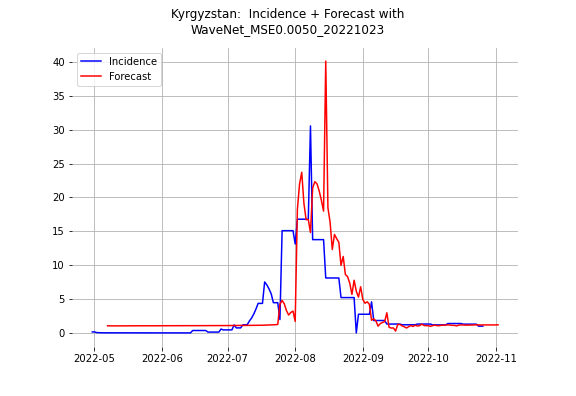 Kyrgyzstan:  Incidence + Forecast with
WaveNet_MSE0.0050_20221023
Incidence
Forecast
40
35
30
25
20
15
10
5
0
2022-05 2022-06 2022-07 2022-08 2022-09 2022-10 2022-11